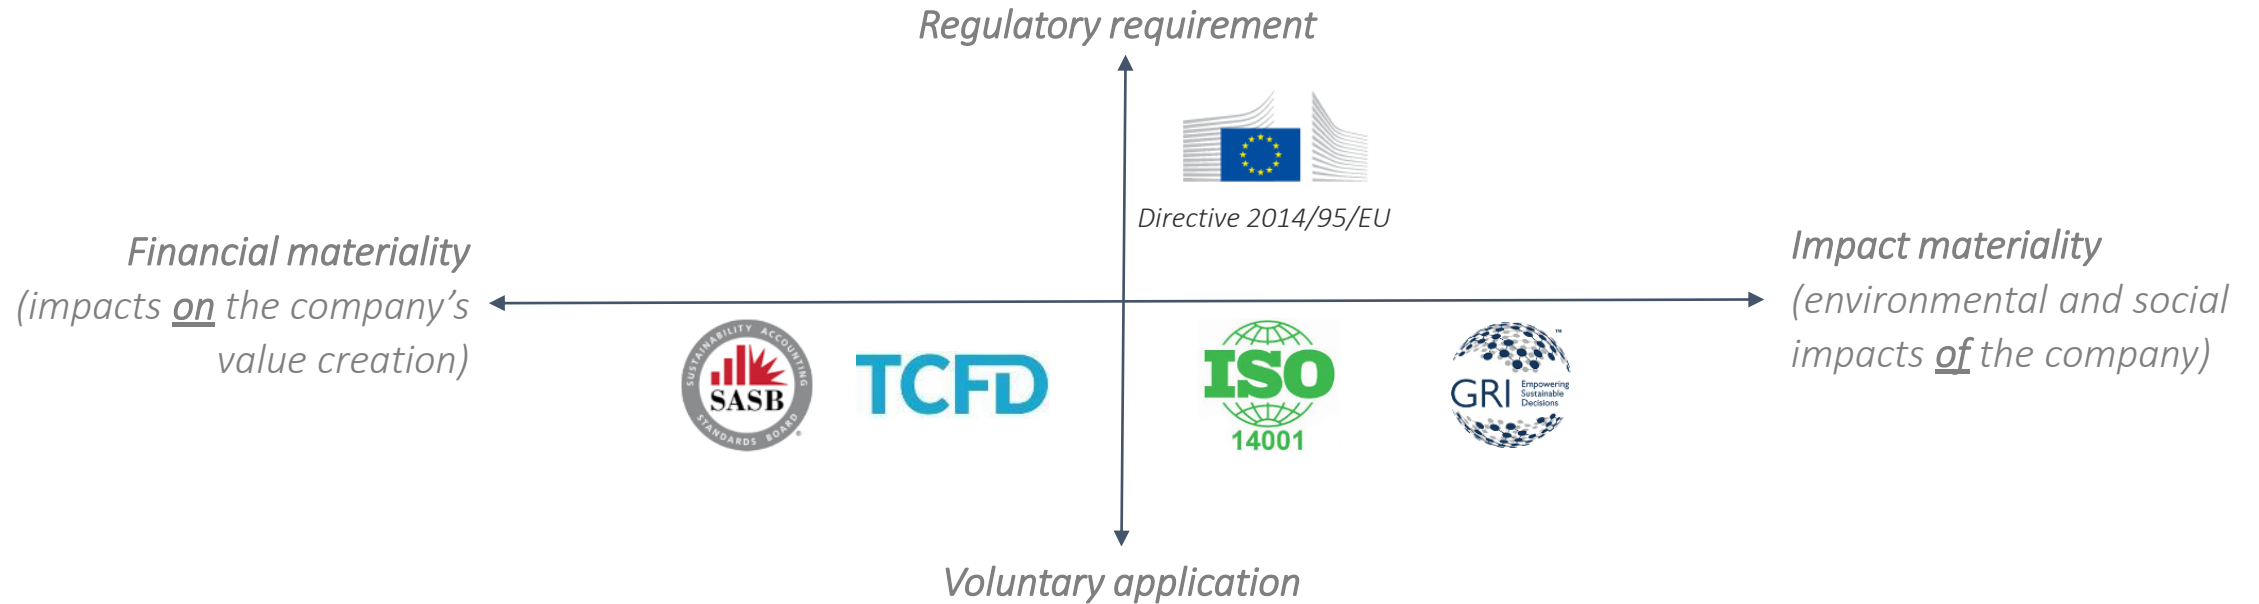 Regulatory requirement
Directive 2014/95/EU
Financial materiality
(impacts on the company’s
value creation)
Impact materiality
(environmental and social
impacts of the company)
SUSTAINABILITY ACCOUNTING
SASB
STANDARDS BOARD
®
TCFD
ISO
14001
™
GRI
Empowering
Sustainable
Decisions
Voluntary application